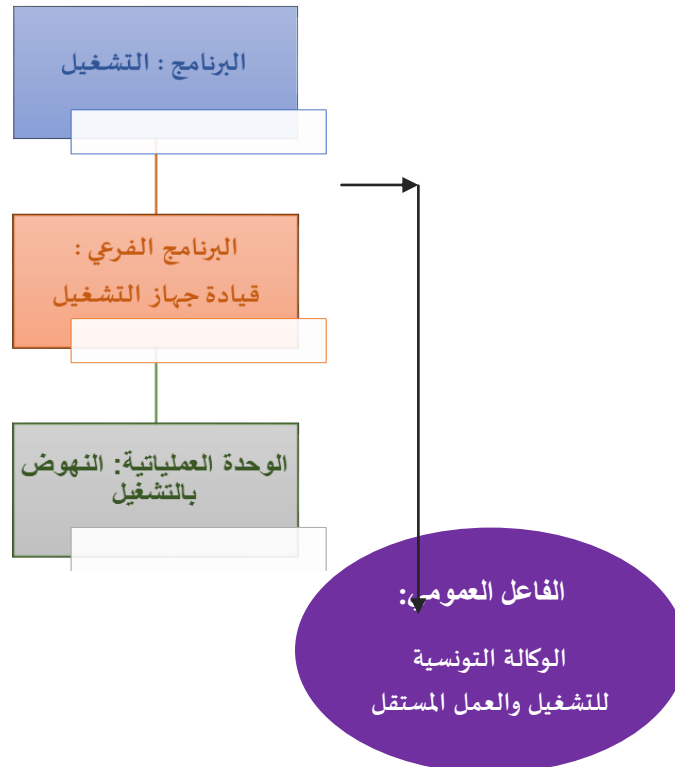 البرنامج : التشغيل
البرنامج الفرعي :
قيادة جهاز التشغيل
الوحدة العملياتية: النهوض
بالتشغيل
الفاعل العمومي:
الوكالة التونسية
للتشغيل والعمل المستقل